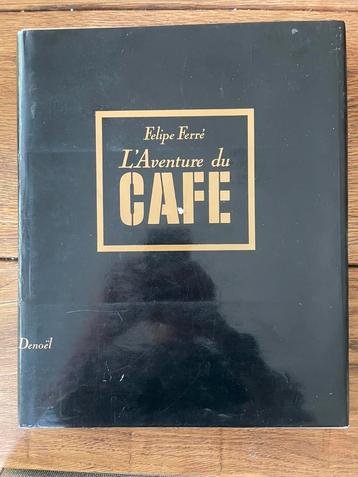 Felipe Ferré
L'Aventure du
CAFE
Denoël